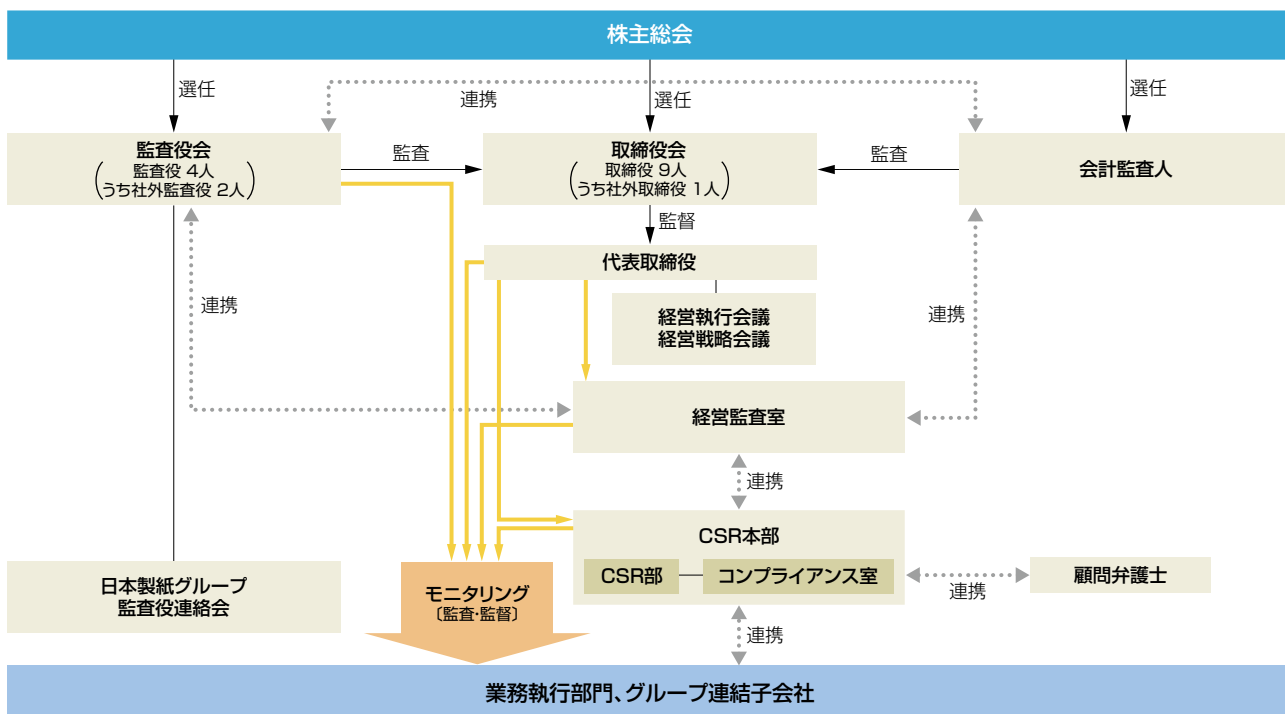 株主総会
選任
連携
選任
選任
監査役会
監査役 4人
(うち社外監査役 2人)
監査
取締役会
取締役 9人
(うち社外取締役 1人)
監査
会計監査人
監督
代表取締役
経営執行会議
経営戦略会議
連携
連携
経営監査室
連携
CSR本部
CSR部
コンプライアンス室
連携
顧問弁護士
日本製紙グループ
監査役連絡会
モニタリング
〔監査・監督〕
連携
業務執行部門、グループ連結子会社